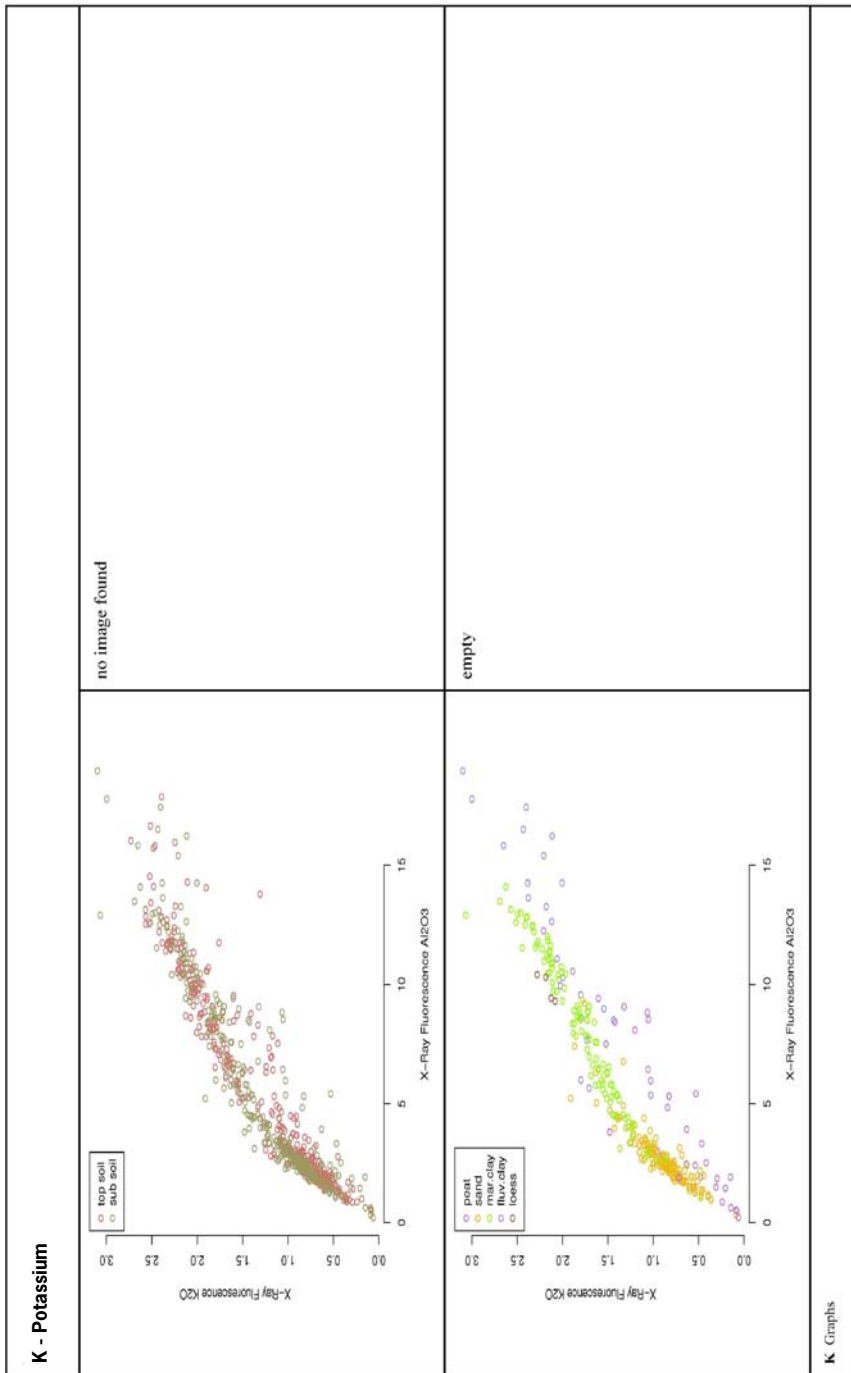 K - Potassium
top soil
sub soil
X-Ray Fluorescence K2O
0.0 0.5 1.0 1.5 2.0 2.5 3.0
0 5 10 15
X-Ray Fluorescence Al2O3
no image found
peat
sand
mar.clay
fluv.clay
loess
X-Ray Fluorescence K2O
0.0 0.5 1.0 1.5 2.0 2.5 3.0
0 5 10 15
X-Ray Fluorescence Al2O3
empty
K Graphs